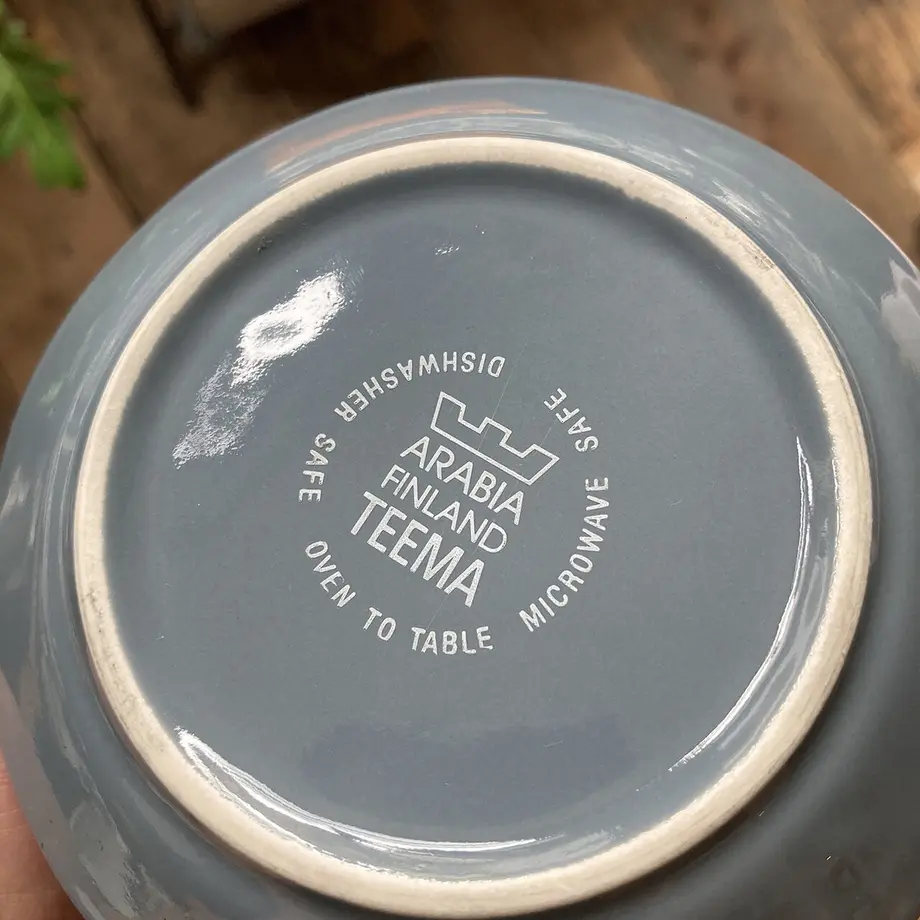 ARABIA
FINLAND
TEEMA
DISHWASHER SAFE
OVEN TO TABLE
MICROWAVE SAFE